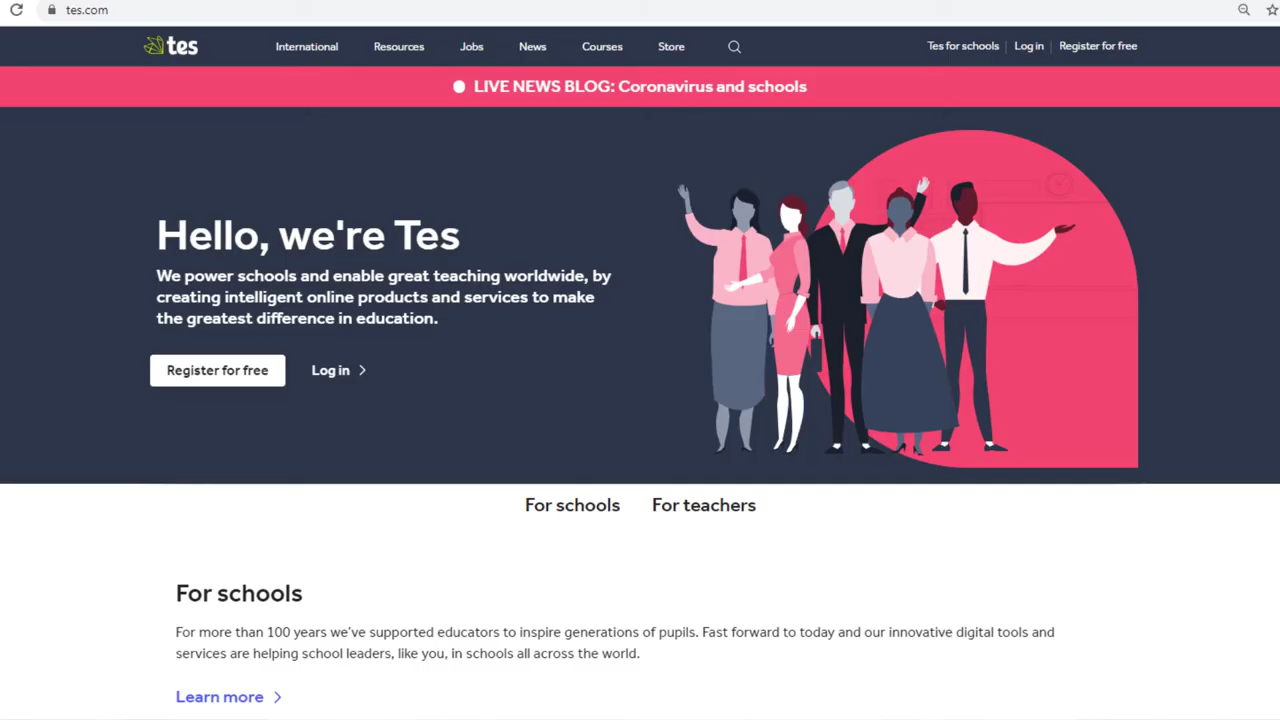 tes.com
tes
International Resources Jobs News Courses Store
Tes for schools Log in Register for free
LIVE NEWS BLOG: Coronavirus and schools
Hello, we're Tes
We power schools and enable great teaching worldwide, by
creating intelligent online products and services to make
the greatest difference in education.
Register for free Log in
For schools For teachers
For schools
For more than 100 years we've supported educators to inspire generations of pupils. Fast forward to today and our innovative digital tools and
services are helping school leaders, like you, in schools all across the world.
Learn more